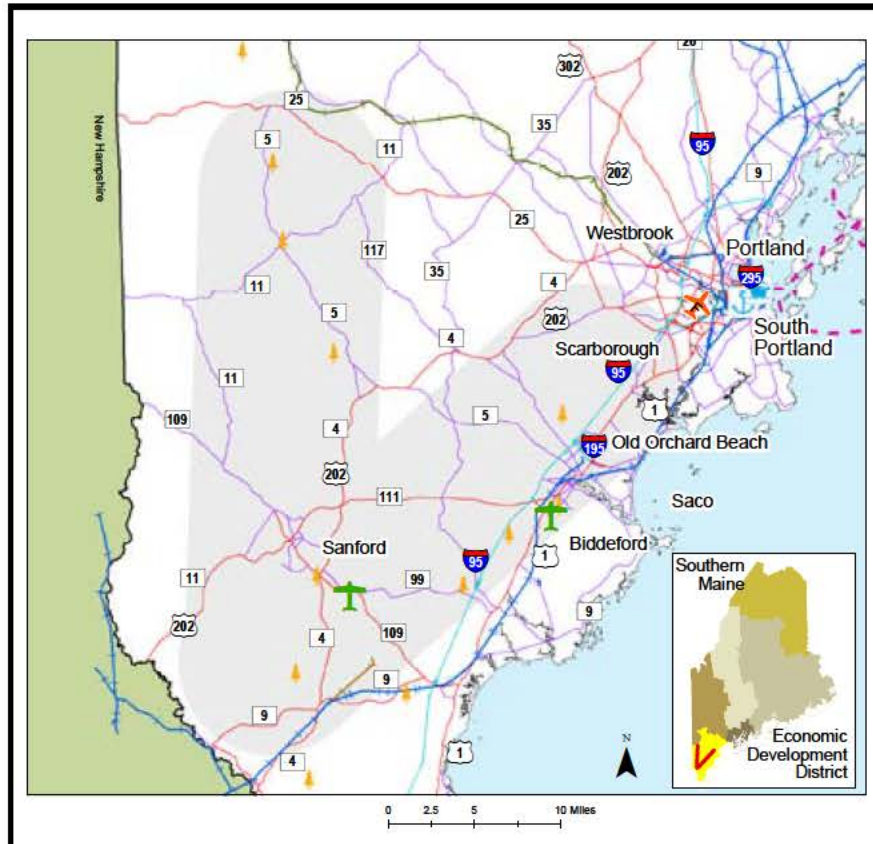 26
302
25
New Hampshire
35
5
95
11
202
9
25
Westbrook
117
Portland
35
295
11
4
202
5
South
Portland
4
Scarborough
95
11
1
109
5
4
Old Orchard Beach
195
202
111
Saco
Sanford
Biddeford
1
95
11
99
Southern
Maine
9
202
4
109
9
9
Economic
Development
District
N
1
4
0 2.5 5 10 Miles